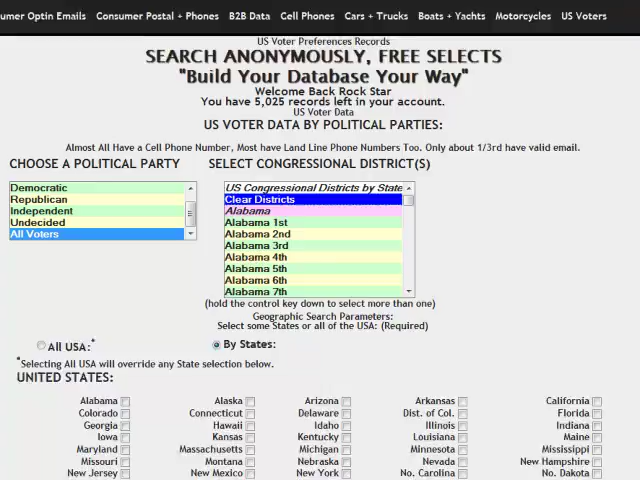 umer Optin Emails Consumer Postal + Phones B2B Data Cell Phones Cars + Trucks Boats + Yachts Motorcycles US Voters
US Voter Preferences Records
SEARCH ANONYMOUSLY, FREE SELECTS
"Build Your Database Your Way"
Welcome Back Rock Star
You have 5,025 records left in your account.
US Voter Data
US VOTER DATA BY POLITICAL PARTIES:
Almost All Have a Cell Phone Number, Most have Land Line Phone Numbers Too. Only about 1/3rd have valid email.
CHOOSE A POLITICAL PARTY SELECT CONGRESSIONAL DISTRICT(S)
Democratic
Republican
Independent
Undecided
All Voters
US Congressional Districts by State
Clear Districts
Alabama
Alabama 1st
Alabama 2nd
Alabama 3rd
Alabama 4th
Alabama 5th
Alabama 6th
Alabama 7th
(hold the control key down to select more than one)
Geographic Search Parameters:
Select some States or all of the USA: (Required)
All USA:* By States:
*Selecting All USA will override any State selection below.
UNITED STATES:
Alabama Alaska Arizona Arkansas California
Colorado Connecticut Delaware Dist. of Col. Florida
Georgia Hawaii Idaho Illinois Indiana
Iowa Kansas Kentucky Louisiana Maine
Maryland Massachusetts Michigan Minnesota Mississippi
Missouri Montana Nebraska Nevada New Hampshire
New Jersey New Mexico New York No. Carolina No. Dakota